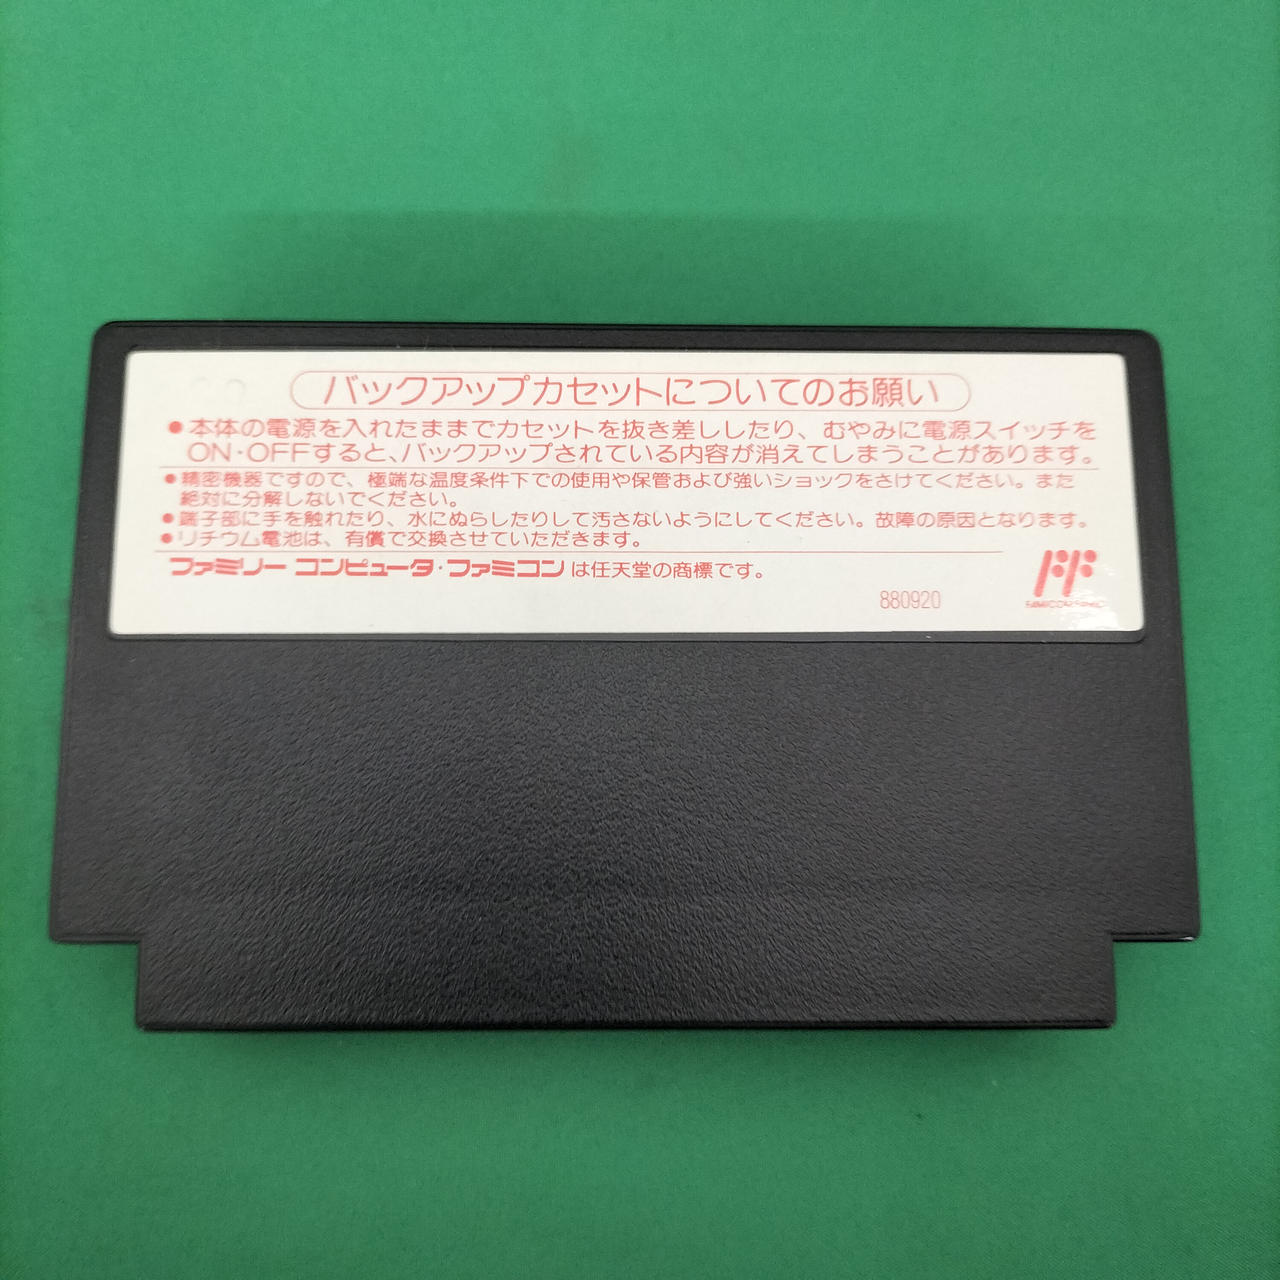 バックアップカセットについてのお願い
●本体の電源を入れたままでカセットを抜き差ししたり、むやみに電源スイッチを
ON·OFFすると、バックアップされている内容が消えてしまうことがあります。
●精密機器ですので、極端な温度条件下での使用や保管および強いショックをさけてください。また
絶対に分解しないでください。
●端子部に手を触れたり、水にぬらしたりして汚さないようにしてください。故障の原因となります。
●リチウム電池は、有償で交換させていただきます。
ファミリー コンピュータ·ファミコンは任天堂の商標です。
880920